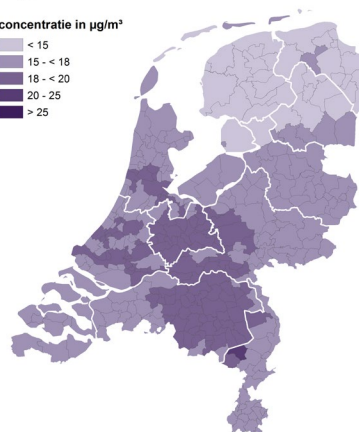 concentratie in µg/m³
< 15
15 - < 18
18 - < 20
20 - 25
> 25